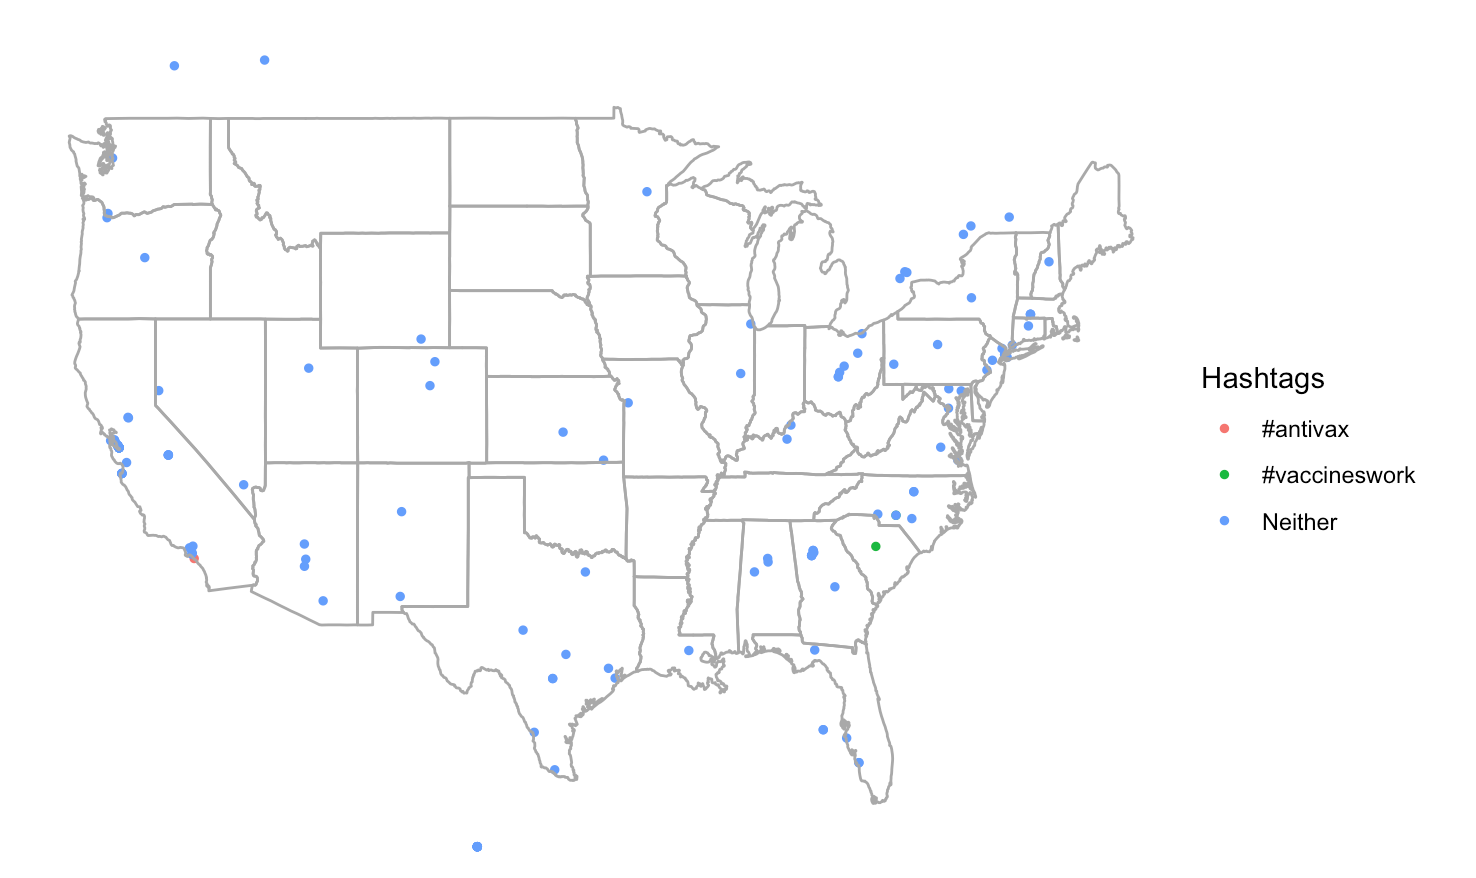 Hashtags
#antivax
#vaccineswork
Neither